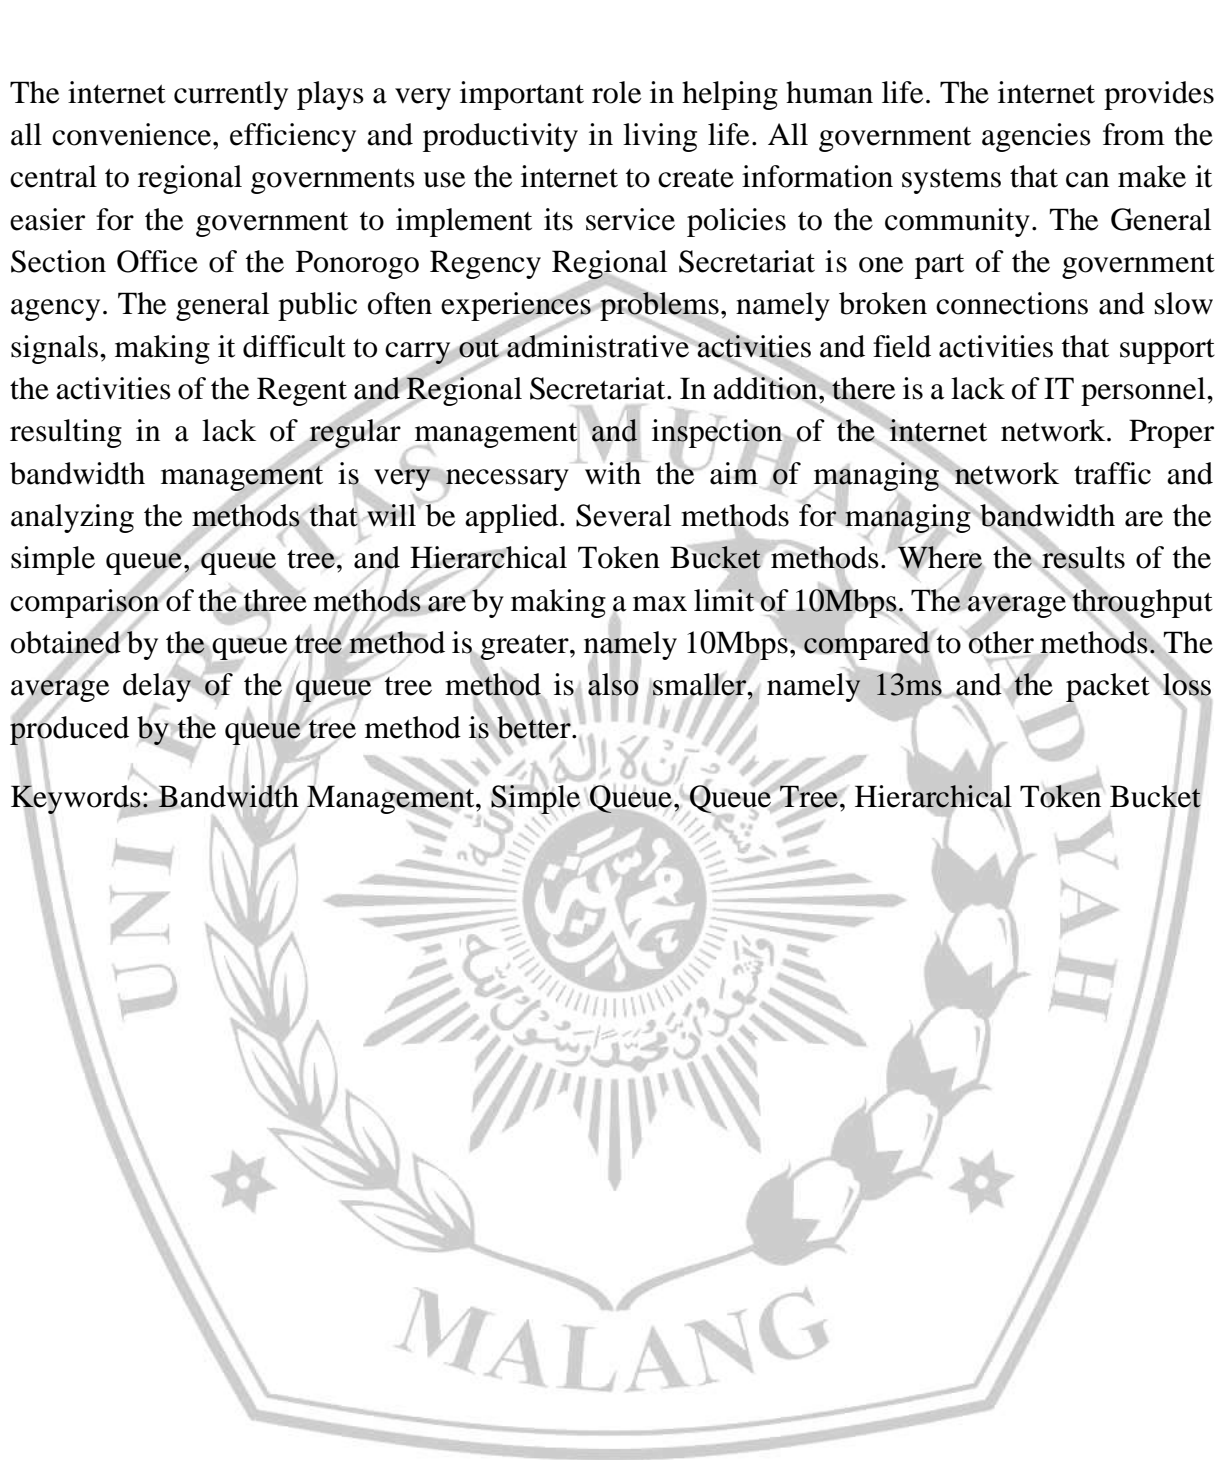 The internet currently plays a very important role in helping human life. The internet provides
all convenience, efficiency and productivity in living life. All government agencies from the
central to regional governments use the internet to create information systems that can make it
easier for the government to implement its service policies to the community. The General
Section Office of the Ponorogo Regency Regional Secretariat is one part of the government
agency. The general public often experiences problems, namely broken connections and slow
signals, making it difficult to carry out administrative activities and field activities that support
the activities of the Regent and Regional Secretariat. In addition, there is a lack of IT personnel,
resulting in a lack of regular management and inspection of the internet network. Proper
bandwidth management is very necessary with the aim of managing network traffic and
analyzing the methods that will be applied. Several methods for managing bandwidth are the
simple queue, queue tree, and Hierarchical Token Bucket methods. Where the results of the
comparison of the three methods are by making a max limit of 10Mbps. The average throughput
obtained by the queue tree method is greater, namely 10Mbps, compared to other methods. The
average delay of the queue tree method is also smaller, namely 13ms and the packet loss
produced by the queue tree method is better.
Keywords: Bandwidth Management, Simple Queue, Queue Tree, Hierarchical Token Bucket
UNIVERSITAS MUHAMMADIYAH
MALANG